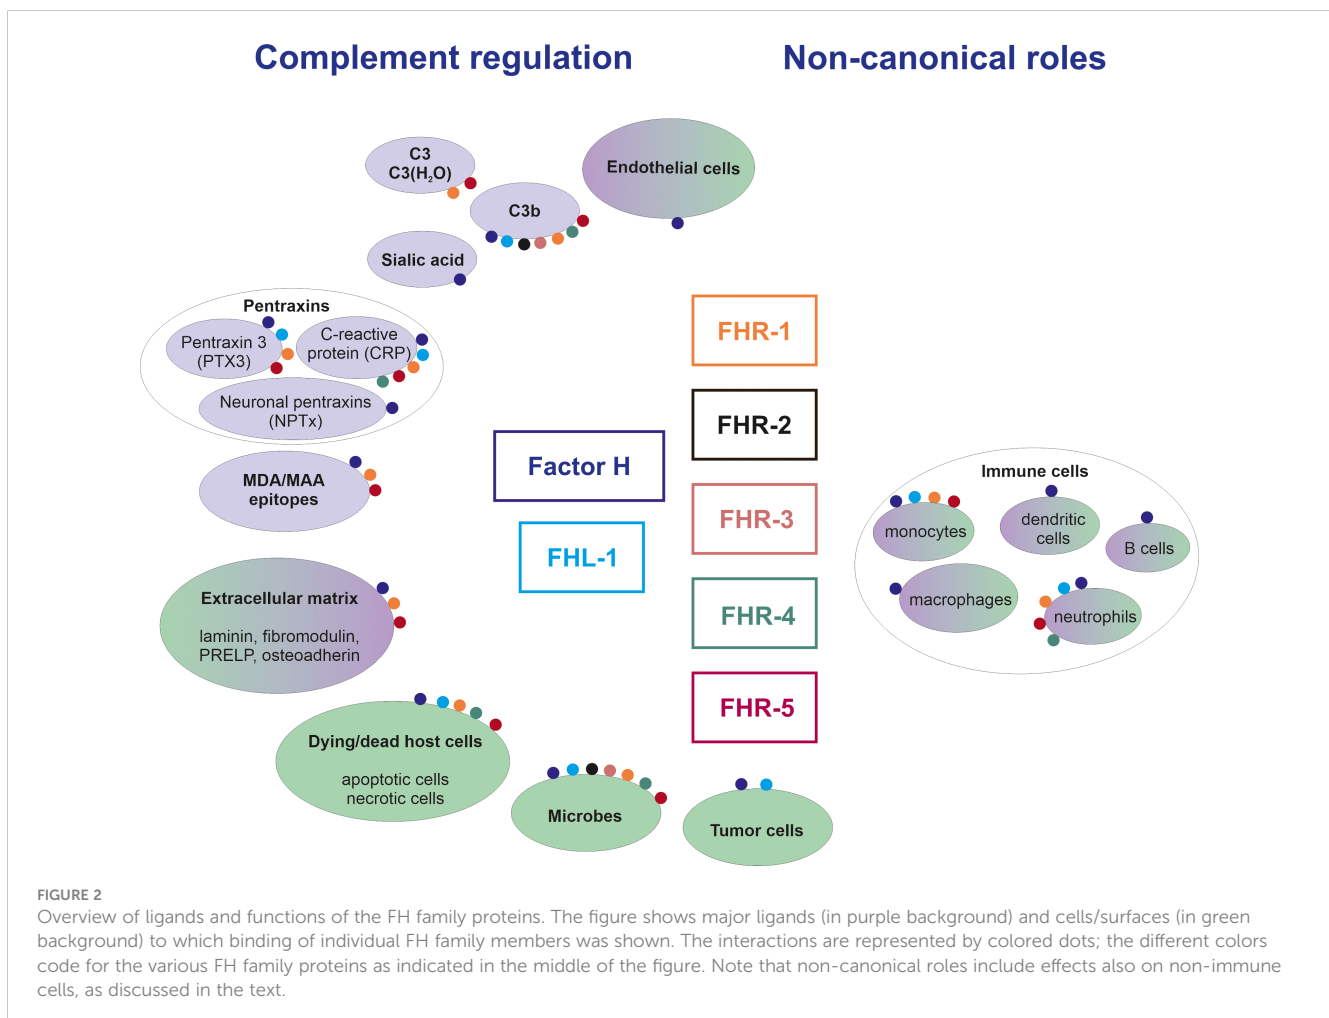 Complement regulation
Non-canonical roles
C3
C3(H₂O)
Endothelial cells
C3b
Sialic acid
Pentraxins
Pentraxin 3
(PTX3)
C-reactive
protein (CRP)
Neuronal pentraxins
(NPTx)
MDA/MAA
epitopes
Extracellular matrix
laminin, fibromodulin,
PRELP, osteoadherin
Dying/dead host cells
apoptotic cells
necrotic cells
Microbes
Tumor cells
Factor H
FHL-1
FHR-1
FHR-2
FHR-3
FHR-4
FHR-5
Immune cells
monocytes
dendritic
cells
B cells
macrophages
neutrophils
FIGURE 2
Overview of ligands and functions of the FH family proteins. The figure shows major ligands (in purple background) and cells/surfaces (in green
background) to which binding of individual FH family members was shown. The interactions are represented by colored dots; the different colors
code for the various FH family proteins as indicated in the middle of the figure. Note that non-canonical roles include effects also on non-immune
cells, as discussed in the text.